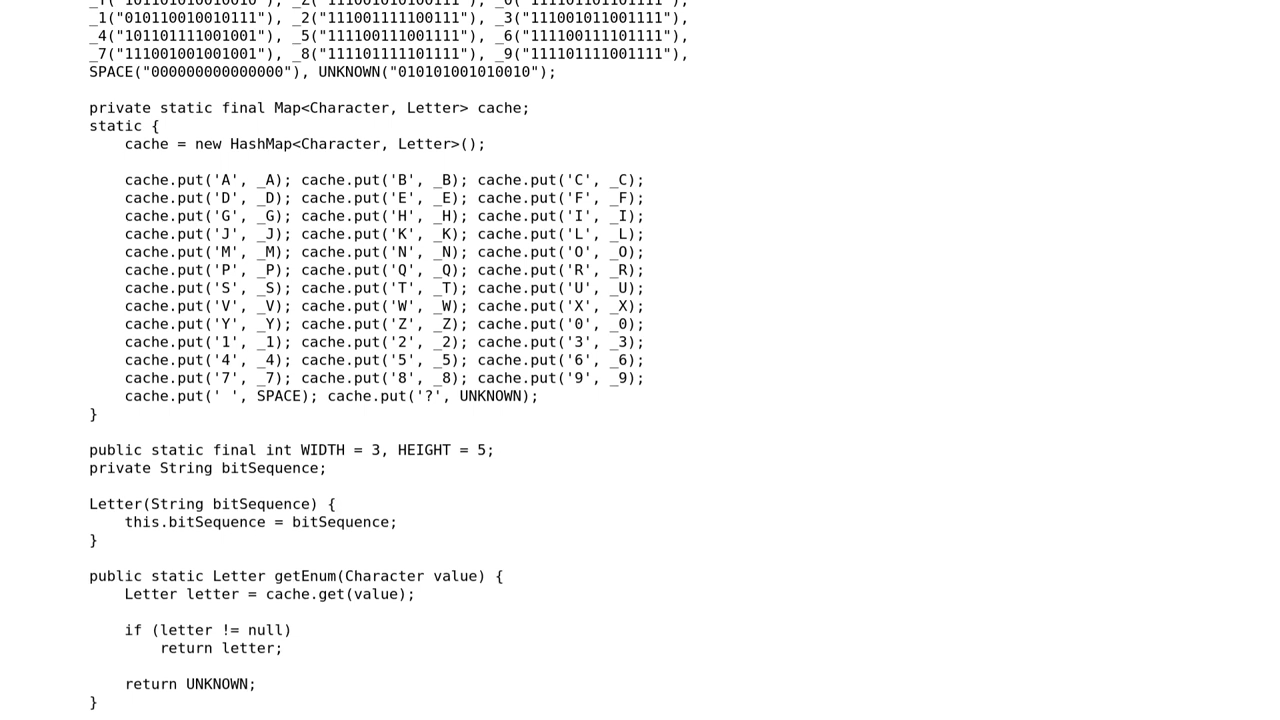 _1("010110010010111"), _2("111001111100111"), _3("111001011001111"),
_4("101101111001001"), _5("111100111001111"), _6("111100111101111"),
_7("111001001001001"), _8("111101111101111"), _9("111101111001111"),
SPACE("000000000000000"), UNKNOWN("010101001010010");
private static final Map<Character, Letter> cache;
static {
cache = new HashMap<Character, Letter>();
cache.put('A', _A); cache.put('B', _B); cache.put('C', _C);
cache.put('D', _D); cache.put('E', _E); cache.put('F', _F);
cache.put('G', _G); cache.put('H', _H); cache.put('I', _I);
cache.put('J', _J); cache.put('K', _K); cache.put('L', _L);
cache.put('M', _M); cache.put('N', _N); cache.put('O', _O);
cache.put('P', _P); cache.put('Q', _Q); cache.put('R', _R);
cache.put('S', _S); cache.put('T', _T); cache.put('U', _U);
cache.put('V', _V); cache.put('W', _W); cache.put('X', _X);
cache.put('Y', _Y); cache.put('Z', _Z); cache.put('0', _0);
cache.put('1', _1); cache.put('2', _2); cache.put('3', _3);
cache.put('4', _4); cache.put('5', _5); cache.put('6', _6);
cache.put('7', _7); cache.put('8', _8); cache.put('9', _9);
cache.put(' ', SPACE); cache.put('?', UNKNOWN);
}
public static final int WIDTH = 3, HEIGHT = 5;
private String bitSequence;
Letter(String bitSequence) {
this.bitSequence = bitSequence;
}
public static Letter getEnum(Character value) {
Letter letter = cache.get(value);
if (letter != null)
return letter;
return UNKNOWN;
}